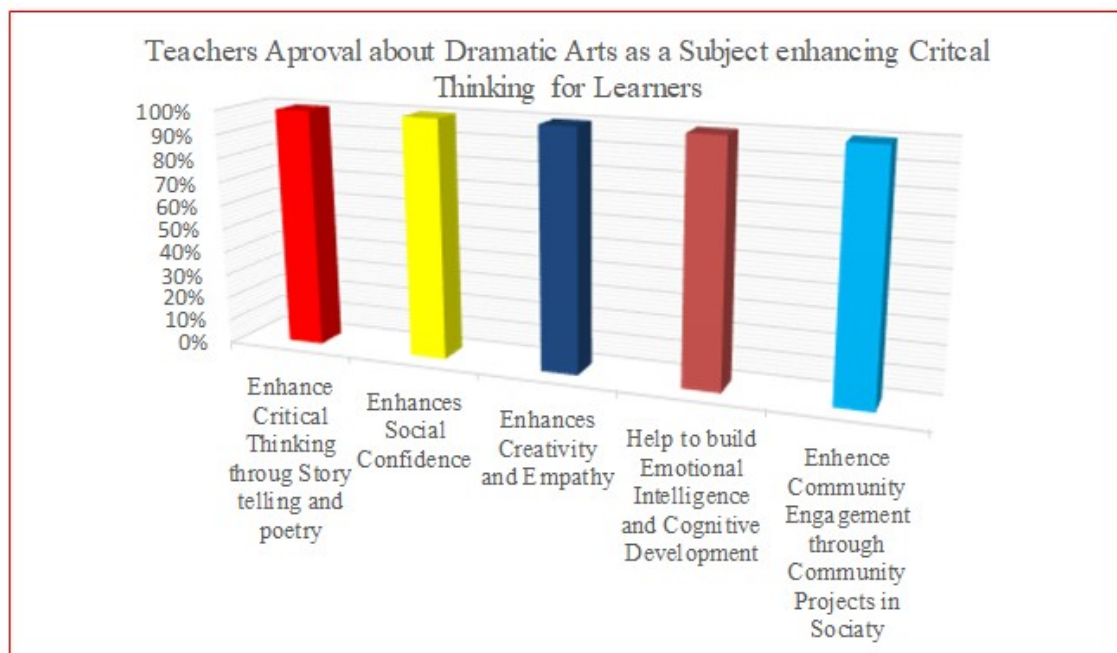 Teachers Aproval about Dramatic Arts as a Subject enhancing Critcal
Thinking for Learners
100%
90%
80%
70%
60%
50%
40%
30%
20%
10%
0%
Enhance
Critical
Thinking
throug Story
telling and
poetry
Enhances
Social
Confidence
Enhances
Creativity
and Empathy
Help to build
Emotional
Intelligence
and Cognitive
Development
Enhence
Community
Engagement
through
Community
Projects in
Sociaty